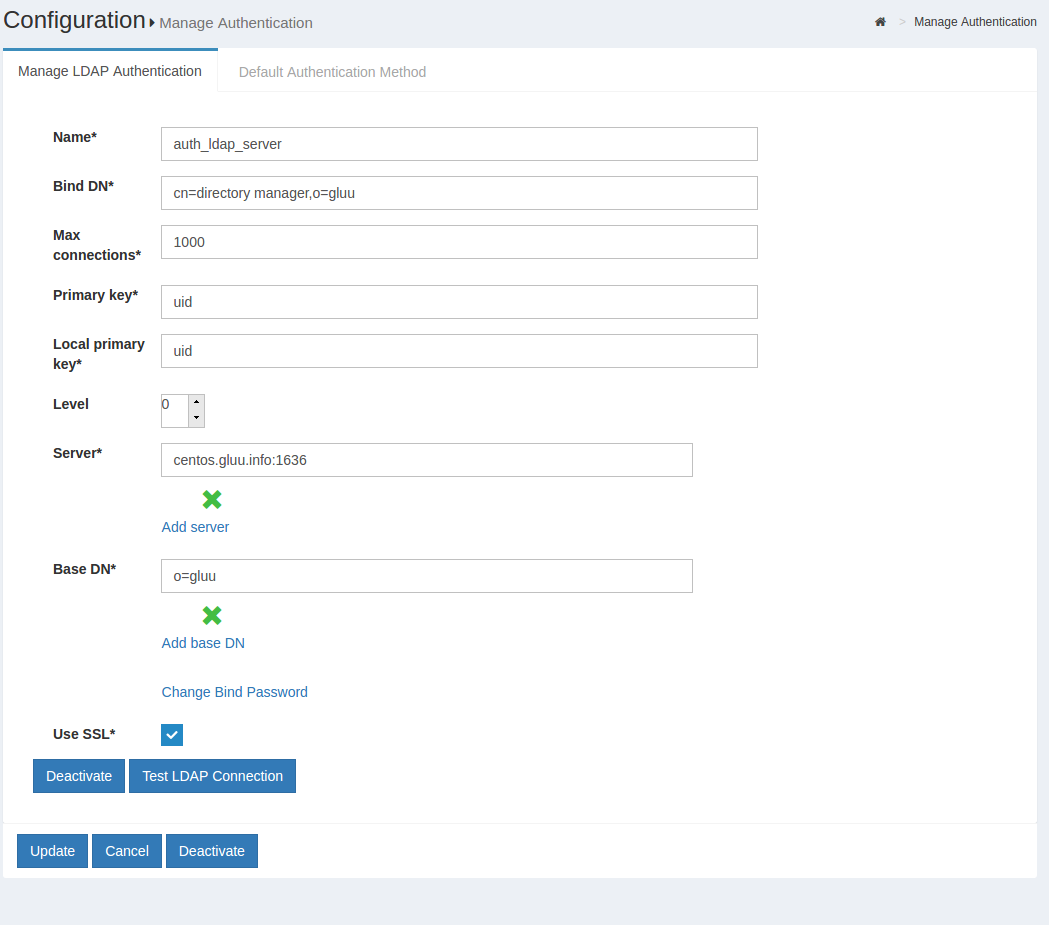 Configuration Manage Authentication
> Manage Authentication
Manage LDAP Authentication Default Authentication Method
Name* auth_ldap_server
Bind DN* cn=directory manager,o=gluu
Max
connections* 1000
Primary key* uid
Local primary
key* uid
Level 0
Server* centos.gluu.info:1636
Add server
Base DN* o=gluu
Add base DN
Change Bind Password
Use SSL*
Deactivate Test LDAP Connection
Update Cancel Deactivate